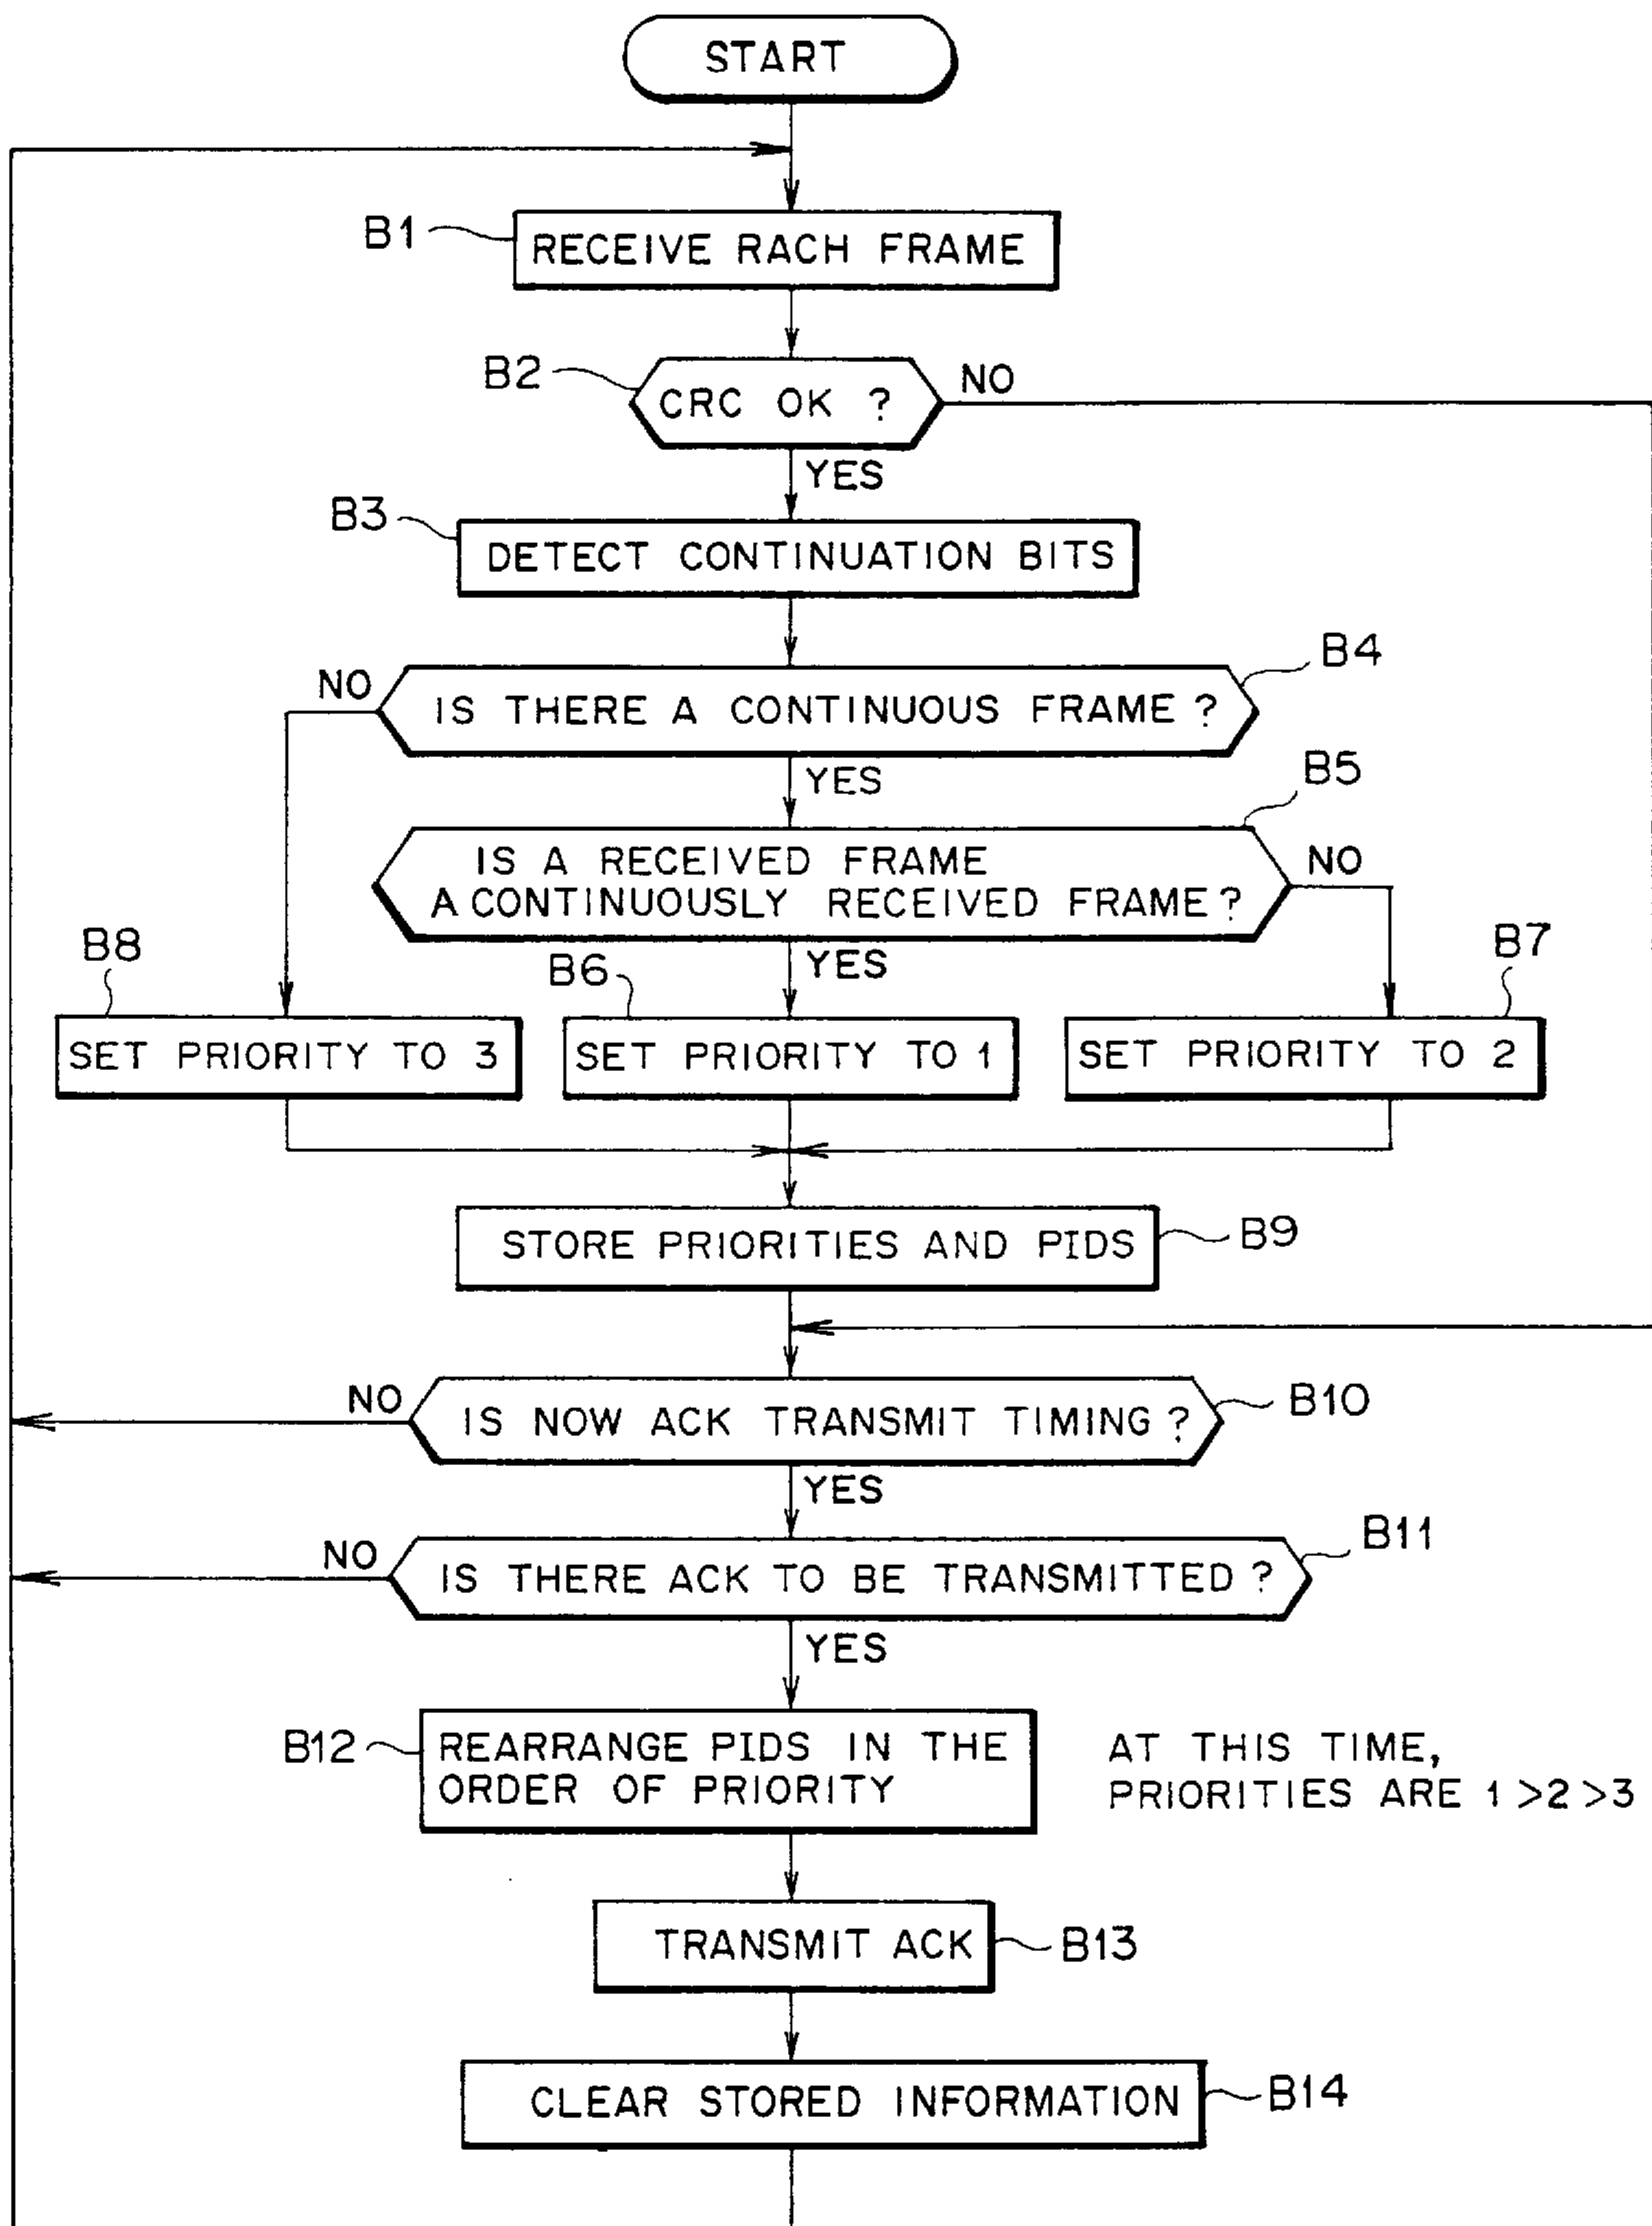 START
B1
RECEIVE RACH FRAME
B2
CRC OK ?
NO
YES
B3
DETECT CONTINUATION BITS
B4
NO
IS THERE A CONTINUOUS FRAME ?
YES
B5
IS A RECEIVED FRAME
A CONTINUOUSLY RECEIVED FRAME ?
NO
YES
B8
B6
B7
SET PRIORITY TO 3
SET PRIORITY TO 1
SET PRIORITY TO 2
STORE PRIORITIES AND PIDS
B9
NO
IS NOW ACK TRANSMIT TIMING ?
B10
YES
NO
IS THERE ACK TO BE TRANSMITTED ?
B11
YES
B12
REARRANGE PIDS IN THE
ORDER OF PRIORITY
AT THIS TIME,
PRIORITIES ARE 1 >2 >3
TRANSMIT ACK
B13
CLEAR STORED INFORMATION
B14